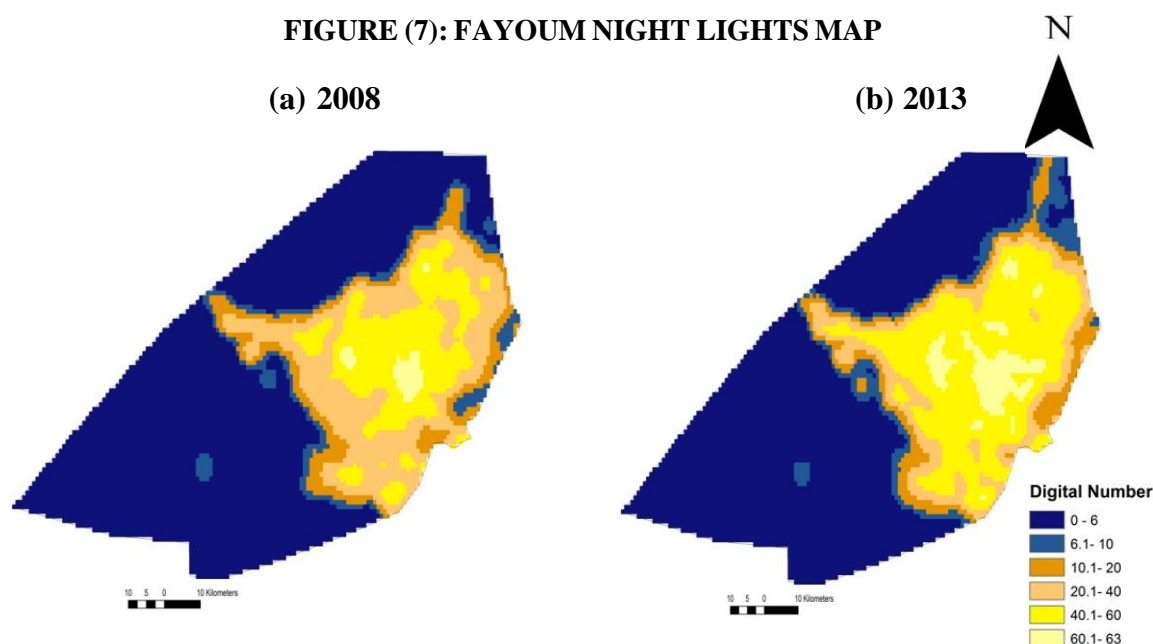 FIGURE (7): FAYOUM NIGHT LIGHTS MAP
N
(a) 2008
(b) 2013
10 5 0 10 Kilometers
10 5 0 10 Kilometers
Digital Number
0 - 6
6.1- 10
10.1- 20
20.1- 40
40.1- 60
60.1- 63